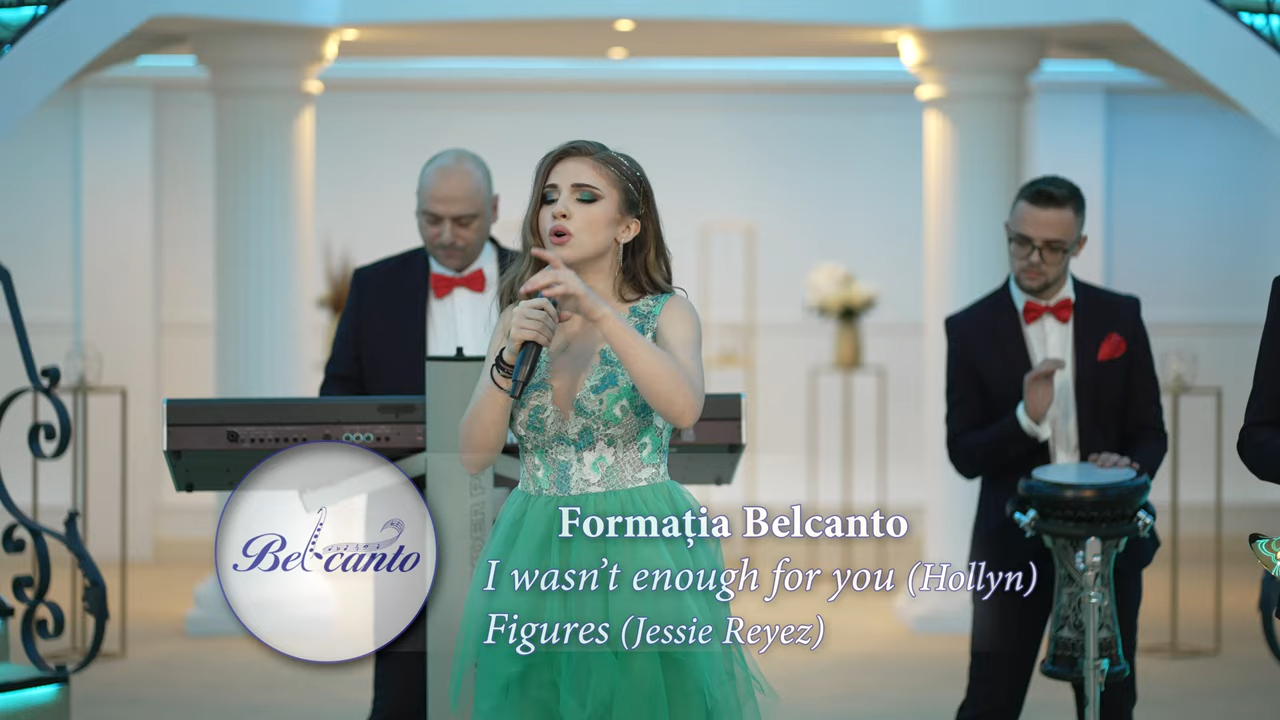 Formația Belcanto
Belcanto
I wasn't enough for you (Hollyn)
Figures (Jessie Reyez)